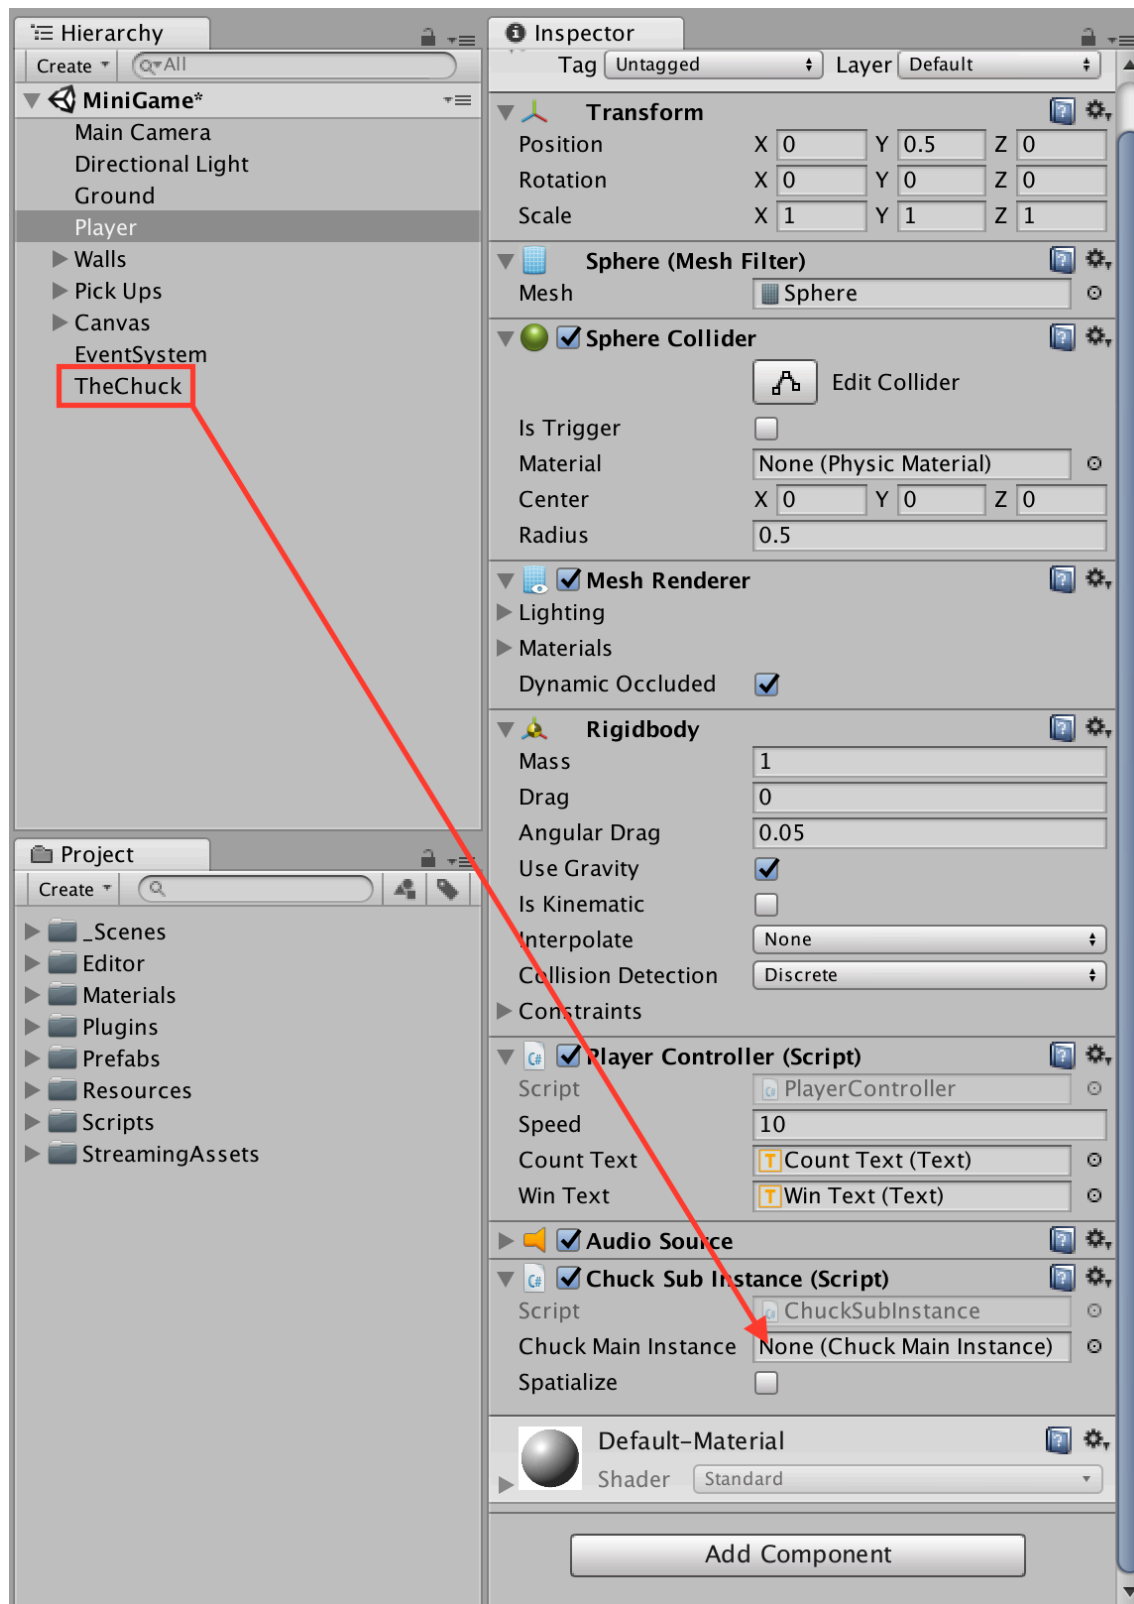 Hierarchy
Create All
MiniGame*
Main Camera
Directional Light
Ground
Player
Walls
Pick Ups
Canvas
EventSystem
TheChuck
Project
Create
_Scenes
Editor
Materials
Plugins
Prefabs
Resources
Scripts
StreamingAssets
Inspector
Tag Untagged Layer Default
Transform
Position X 0 Y 0.5 Z 0
Rotation X 0 Y 0 Z 0
Scale X 1 Y 1 Z 1
Sphere (Mesh Filter)
Mesh Sphere
Sphere Collider
Edit Collider
Is Trigger
Material None (Physic Material)
Center X 0 Y 0 Z 0
Radius 0.5
Mesh Renderer
Lighting
Materials
Dynamic Occluded
Rigidbody
Mass 1
Drag 0
Angular Drag 0.05
Use Gravity
Is Kinematic
Interpolate None
Collision Detection Discrete
Constraints
C# Player Controller (Script)
Script PlayerController
Speed 10
Count Text T Count Text (Text)
Win Text T Win Text (Text)
Audio Source
C# Chuck Sub Instance (Script)
Script ChuckSubInstance
Chuck Main Instance None (Chuck Main Instance)
Spatialize
Default-Material
Shader Standard
Add Component